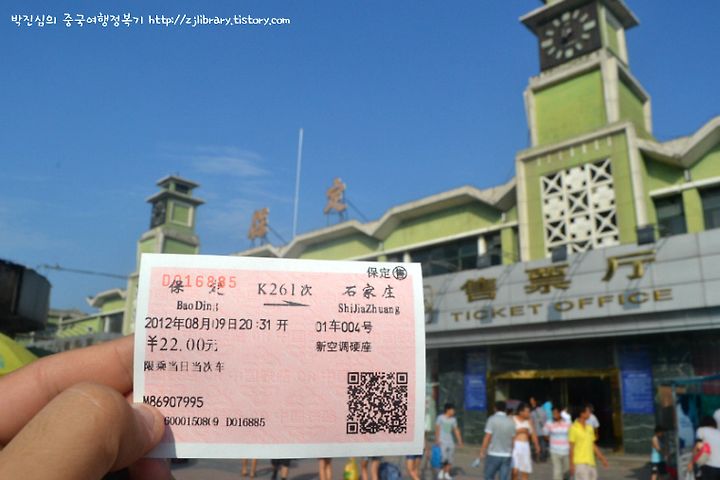 박진심의 중국여행정복기 http://zjlibrary.tistory.com
保 定
售票厅
TICKET OFFICE
D016885
保定 售
保 定 K261次 石家庄
BaoDing ShiJiaZhuang
2012年08月09日20:31开 01车004号
¥22.00元 新空调硬座
限乘当日当次车
M86907995
D016885